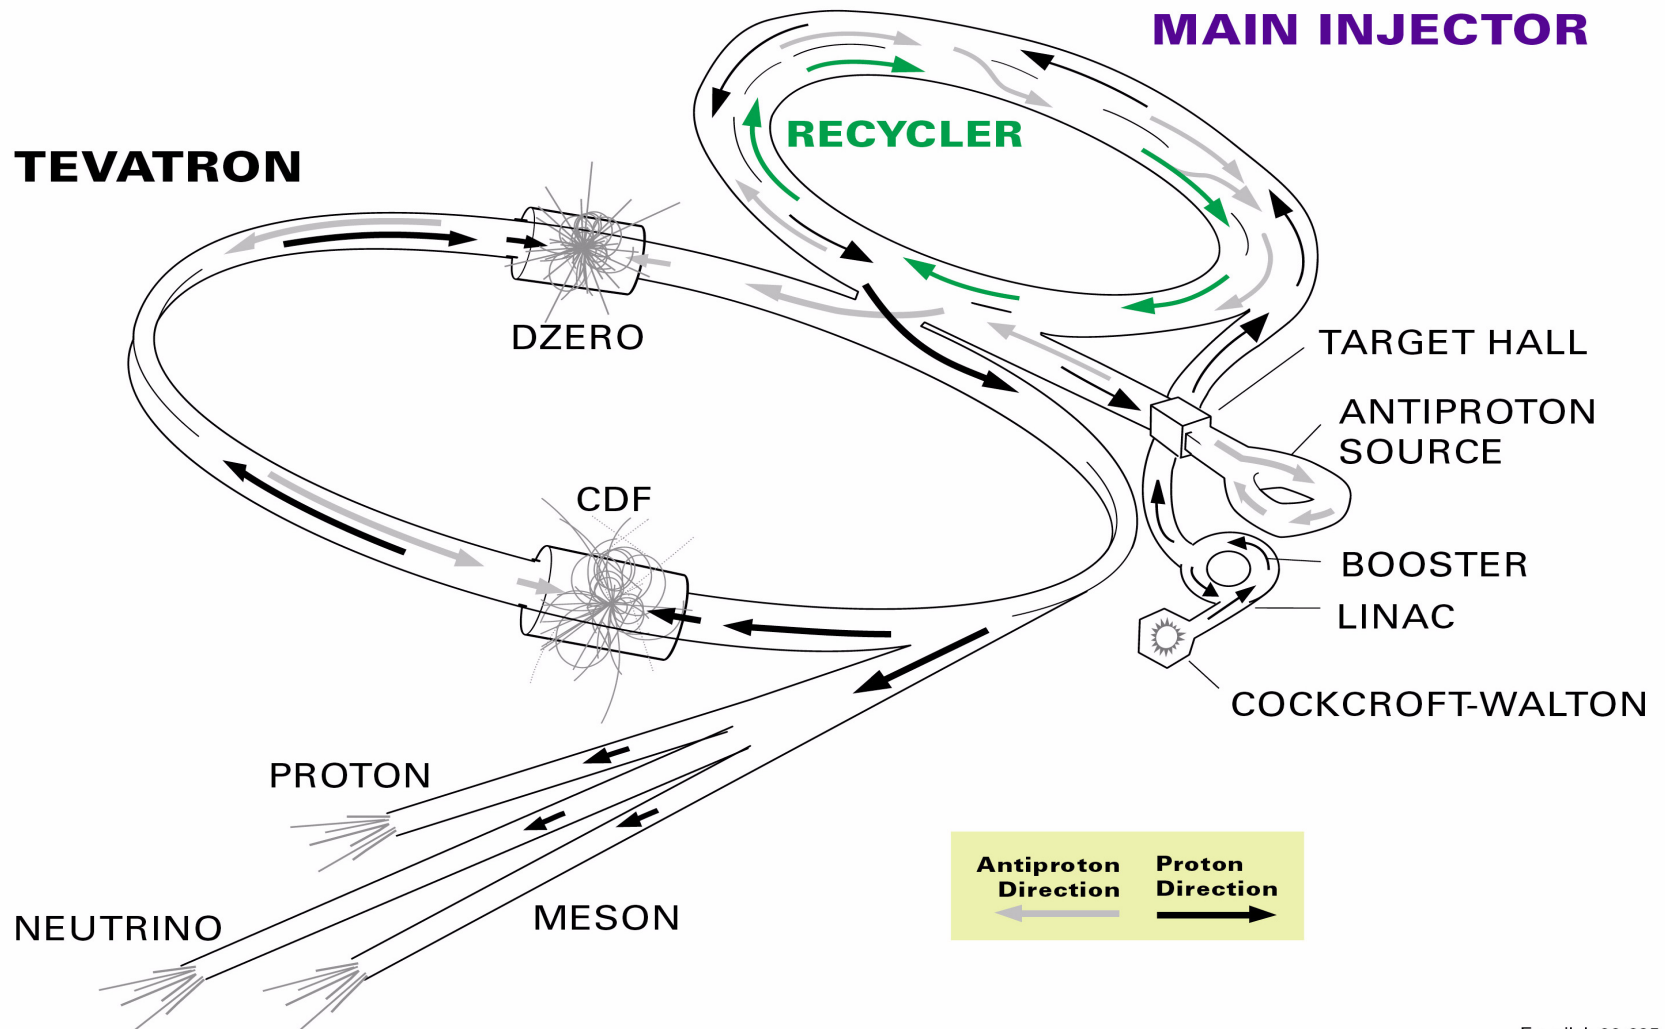 MAIN INJECTOR
RECYCLER
TEVATRON
DZERO
TARGET HALL
ANTIPROTON
SOURCE
CDF
BOOSTER
LINAC
COCKCROFT-WALTON
PROTON
NEUTRINO
MESON
Antiproton
Direction
Proton
Direction